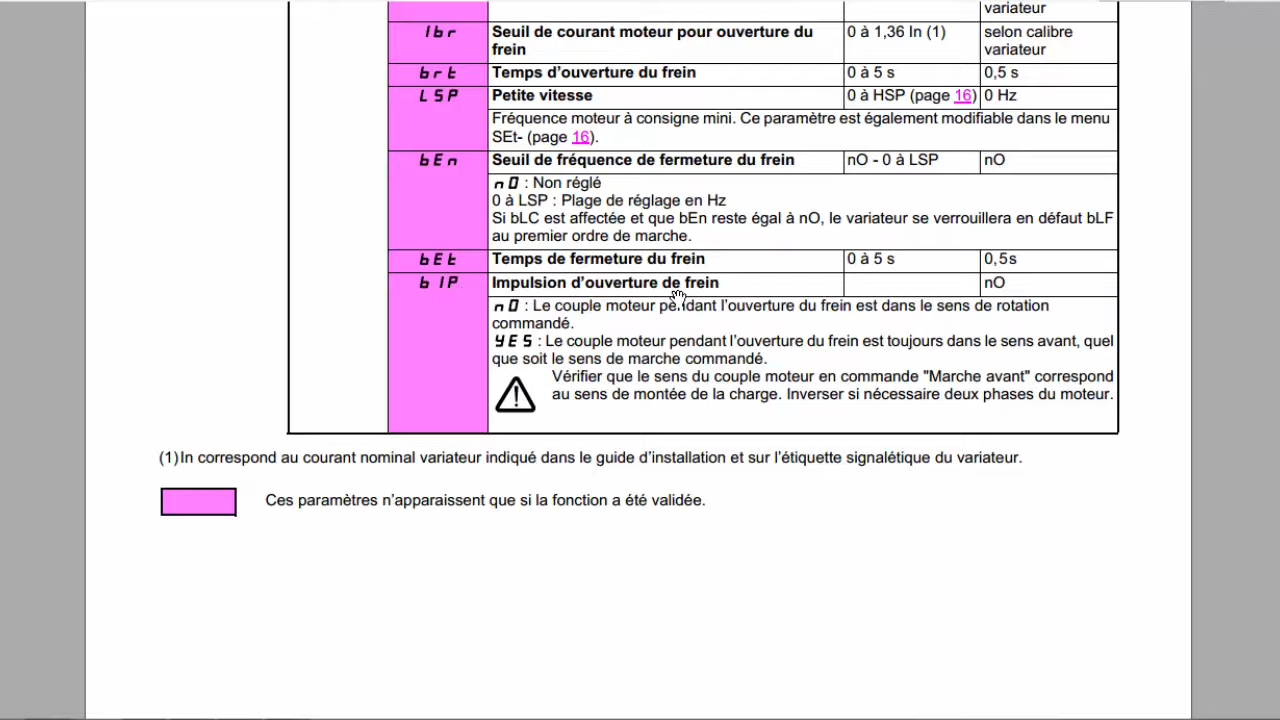 variateur
Ibr Seuil de courant moteur pour ouverture du frein 0 à 1,36 In (1) selon calibre variateur
brt Temps d’ouverture du frein 0 à 5 s 0,5 s
LSP Petite vitesse 0 à HSP (page 16) 0 Hz
Fréquence moteur à consigne mini. Ce paramètre est également modifiable dans le menu
SEt- (page 16).
bEn Seuil de fréquence de fermeture du frein nO - 0 à LSP nO
nO : Non réglé
0 à LSP : Plage de réglage en Hz
Si bLC est affectée et que bEn reste égal à nO, le variateur se verrouillera en défaut bLF
au premier ordre de marche.
bEt Temps de fermeture du frein 0 à 5 s 0,5s
bIP Impulsion d’ouverture de frein nO
nO : Le couple moteur pendant l’ouverture du frein est dans le sens de rotation
commandé.
YES : Le couple moteur pendant l’ouverture du frein est toujours dans le sens avant, quel
que soit le sens de marche commandé.
Vérifier que le sens du couple moteur en commande "Marche avant" correspond
au sens de montée de la charge. Inverser si nécessaire deux phases du moteur.
(1)In correspond au courant nominal variateur indiqué dans le guide d’installation et sur l’étiquette signalétique du variateur.
Ces paramètres n’apparaissent que si la fonction a été validée.